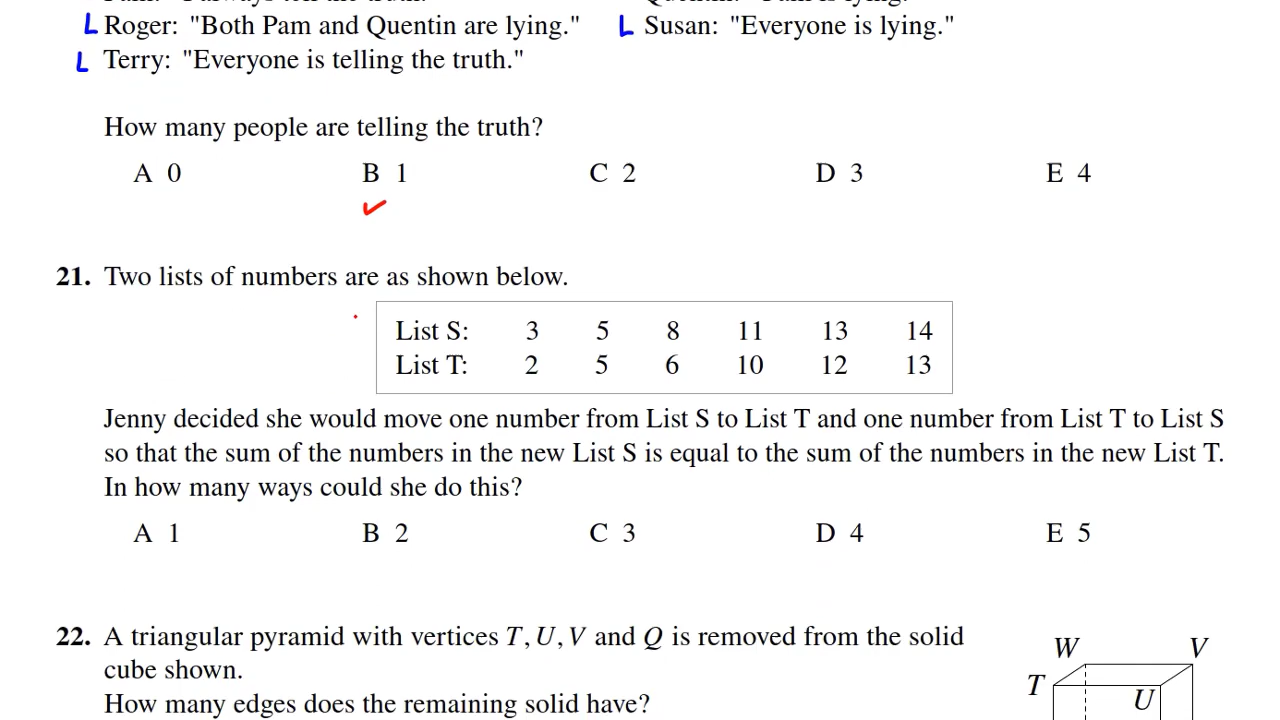 L Roger: "Both Pam and Quentin are lying." L Susan: "Everyone is lying."
L Terry: "Everyone is telling the truth."
How many people are telling the truth?
A 0 B 1 C 2 D 3 E 4
21. Two lists of numbers are as shown below.
List S: 3 5 8 11 13 14
List T: 2 5 6 10 12 13
Jenny decided she would move one number from List S to List T and one number from List T to List S
so that the sum of the numbers in the new List S is equal to the sum of the numbers in the new List T.
In how many ways could she do this?
A 1 B 2 C 3 D 4 E 5
22. A triangular pyramid with vertices T, U, V and Q is removed from the solid
cube shown.
How many edges does the remaining solid have?
W V
T U